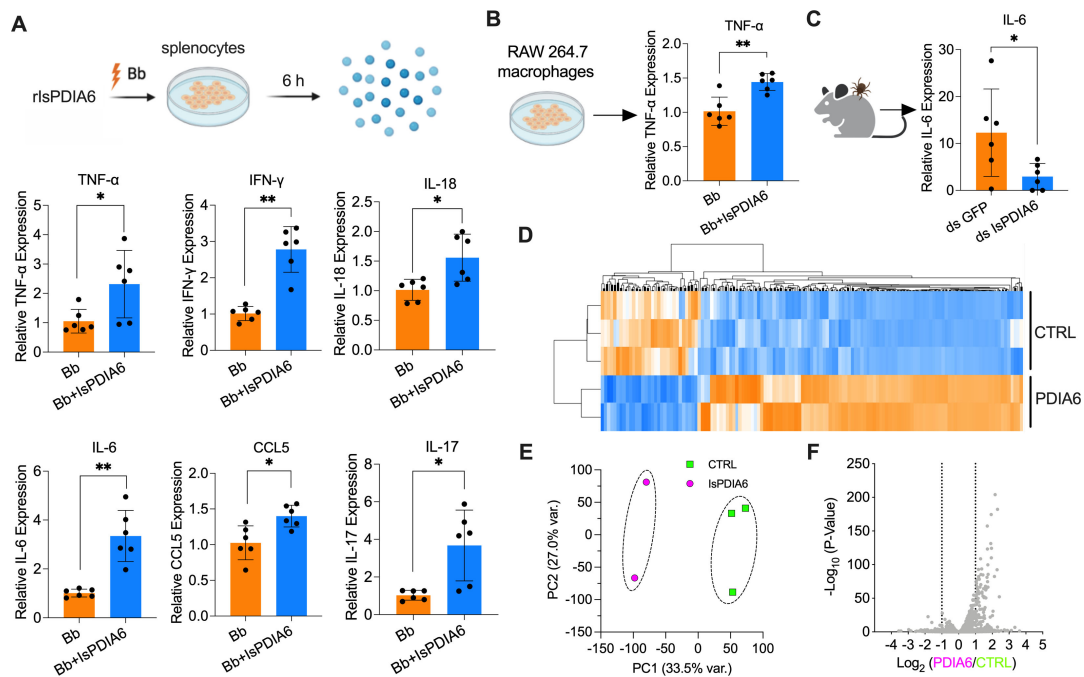 A
splenocytes
Bb
rIsPDIA6
6 h
TNF-α
*
Relative TNF-α Expression
5
4
3
2
1
0
Bb
Bb+IsPDIA6
IFN-γ
**
Relative IFN-γ Expression
4
3
2
1
0
Bb
Bb+IsPDIA6
IL-18
*
Relative IL-18 Expression
2.0
1.5
1.0
0.5
0.0
Bb
Bb+IsPDIA6
IL-6
**
Relative IL-6 Expression
6
4
2
0
Bb
Bb+IsPDIA6
CCL5
*
Relative CCL5 Expression
2.0
1.5
1.0
0.5
0.0
Bb
Bb+IsPDIA6
IL-17
*
Relative IL-17 Expression
8
6
4
2
0
Bb
Bb+IsPDIA6
B
RAW 264.7
macrophages
TNF-α
**
Relative TNF-α Expression
2.0
1.5
1.0
0.5
0.0
Bb
Bb+IsPDIA6
C
IL-6
*
Relative IL-6 Expression
30
20
10
0
ds GFP
ds IsPDIA6
D
CTRL
PDIA6
E
CTRL
IsPDIA6
PC2 (27.0% var.)
100
75
50
25
0
-25
-50
-75
-100
-150
-150
-100
-50
0
50
100
PC1 (33.5% var.)
F
-Log10 (P-Value)
250
200
150
100
50
0
-4 -3 -2 -1 0 1 2 3 4 5
Log2 (PDIA6/CTRL)